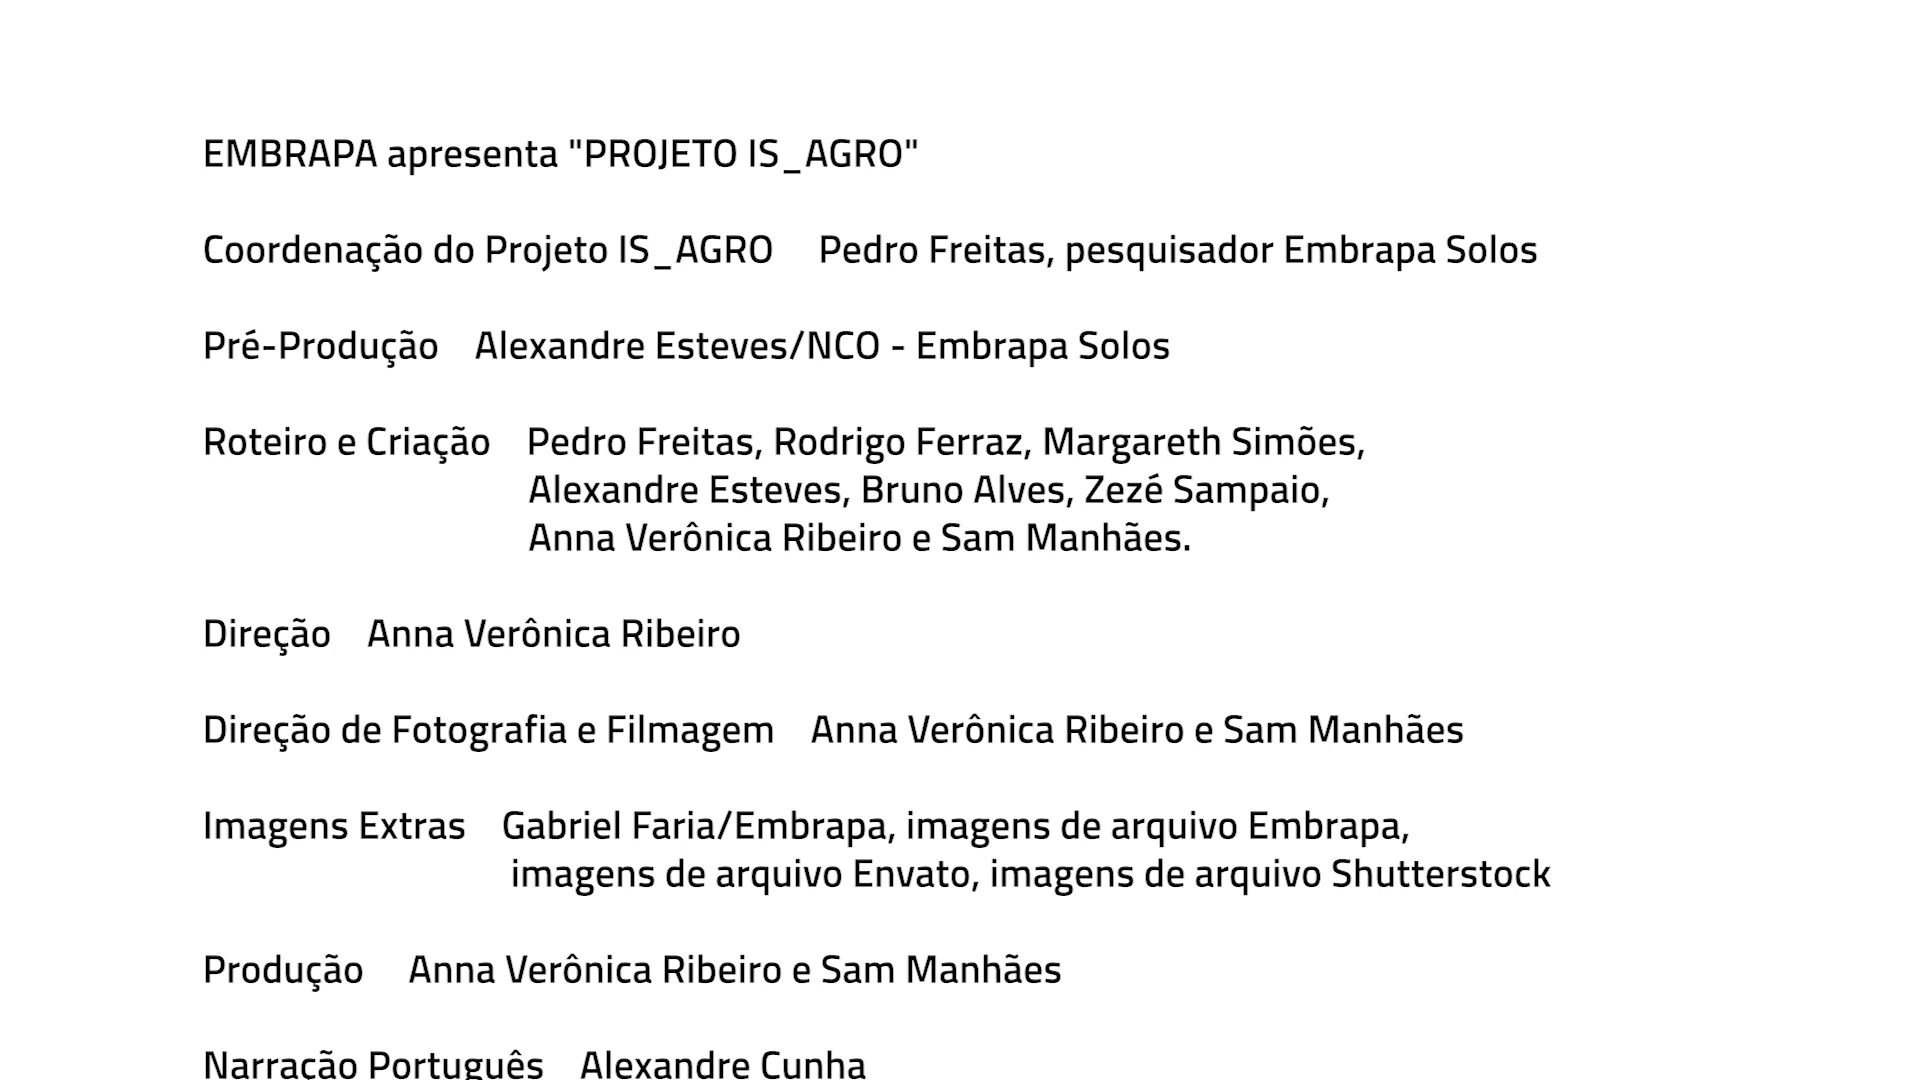 EMBRAPA apresenta "PROJETO IS_AGRO"
Coordenação do Projeto IS_AGRO Pedro Freitas, pesquisador Embrapa Solos
Pré-Produção Alexandre Esteves/NCO - Embrapa Solos
Roteiro e Criação Pedro Freitas, Rodrigo Ferraz, Margareth Simões,
Alexandre Esteves, Bruno Alves, Zezé Sampaio,
Anna Verônica Ribeiro e Sam Manhães.
Direção Anna Verônica Ribeiro
Direção de Fotografia e Filmagem Anna Verônica Ribeiro e Sam Manhães
Imagens Extras Gabriel Faria/Embrapa, imagens de arquivo Embrapa,
imagens de arquivo Envato, imagens de arquivo Shutterstock
Produção Anna Verônica Ribeiro e Sam Manhães
Narração Português Alexandre Cunha